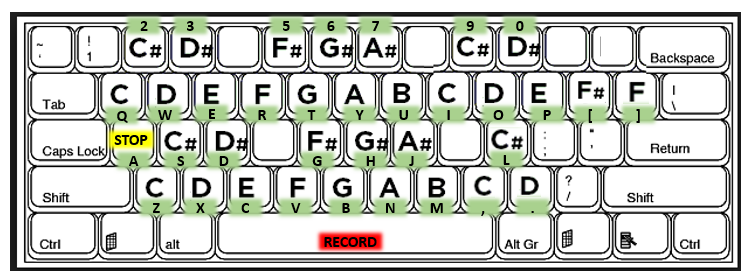 2 3 5 6 7 9 0
~ ! C# D# F# G# A# C# D# Backspace
` 1
Tab C D E F G A B C D E F# F | \
Q W E R T Y U I O P [ ]
Caps Lock STOP C# D# F# G# A# C# : ; " ' Return
A S D G H J L
Shift C D E F G A B C D ? / Shift
Z X C V B N M , .
Ctrl alt RECORD Alt Gr Ctrl